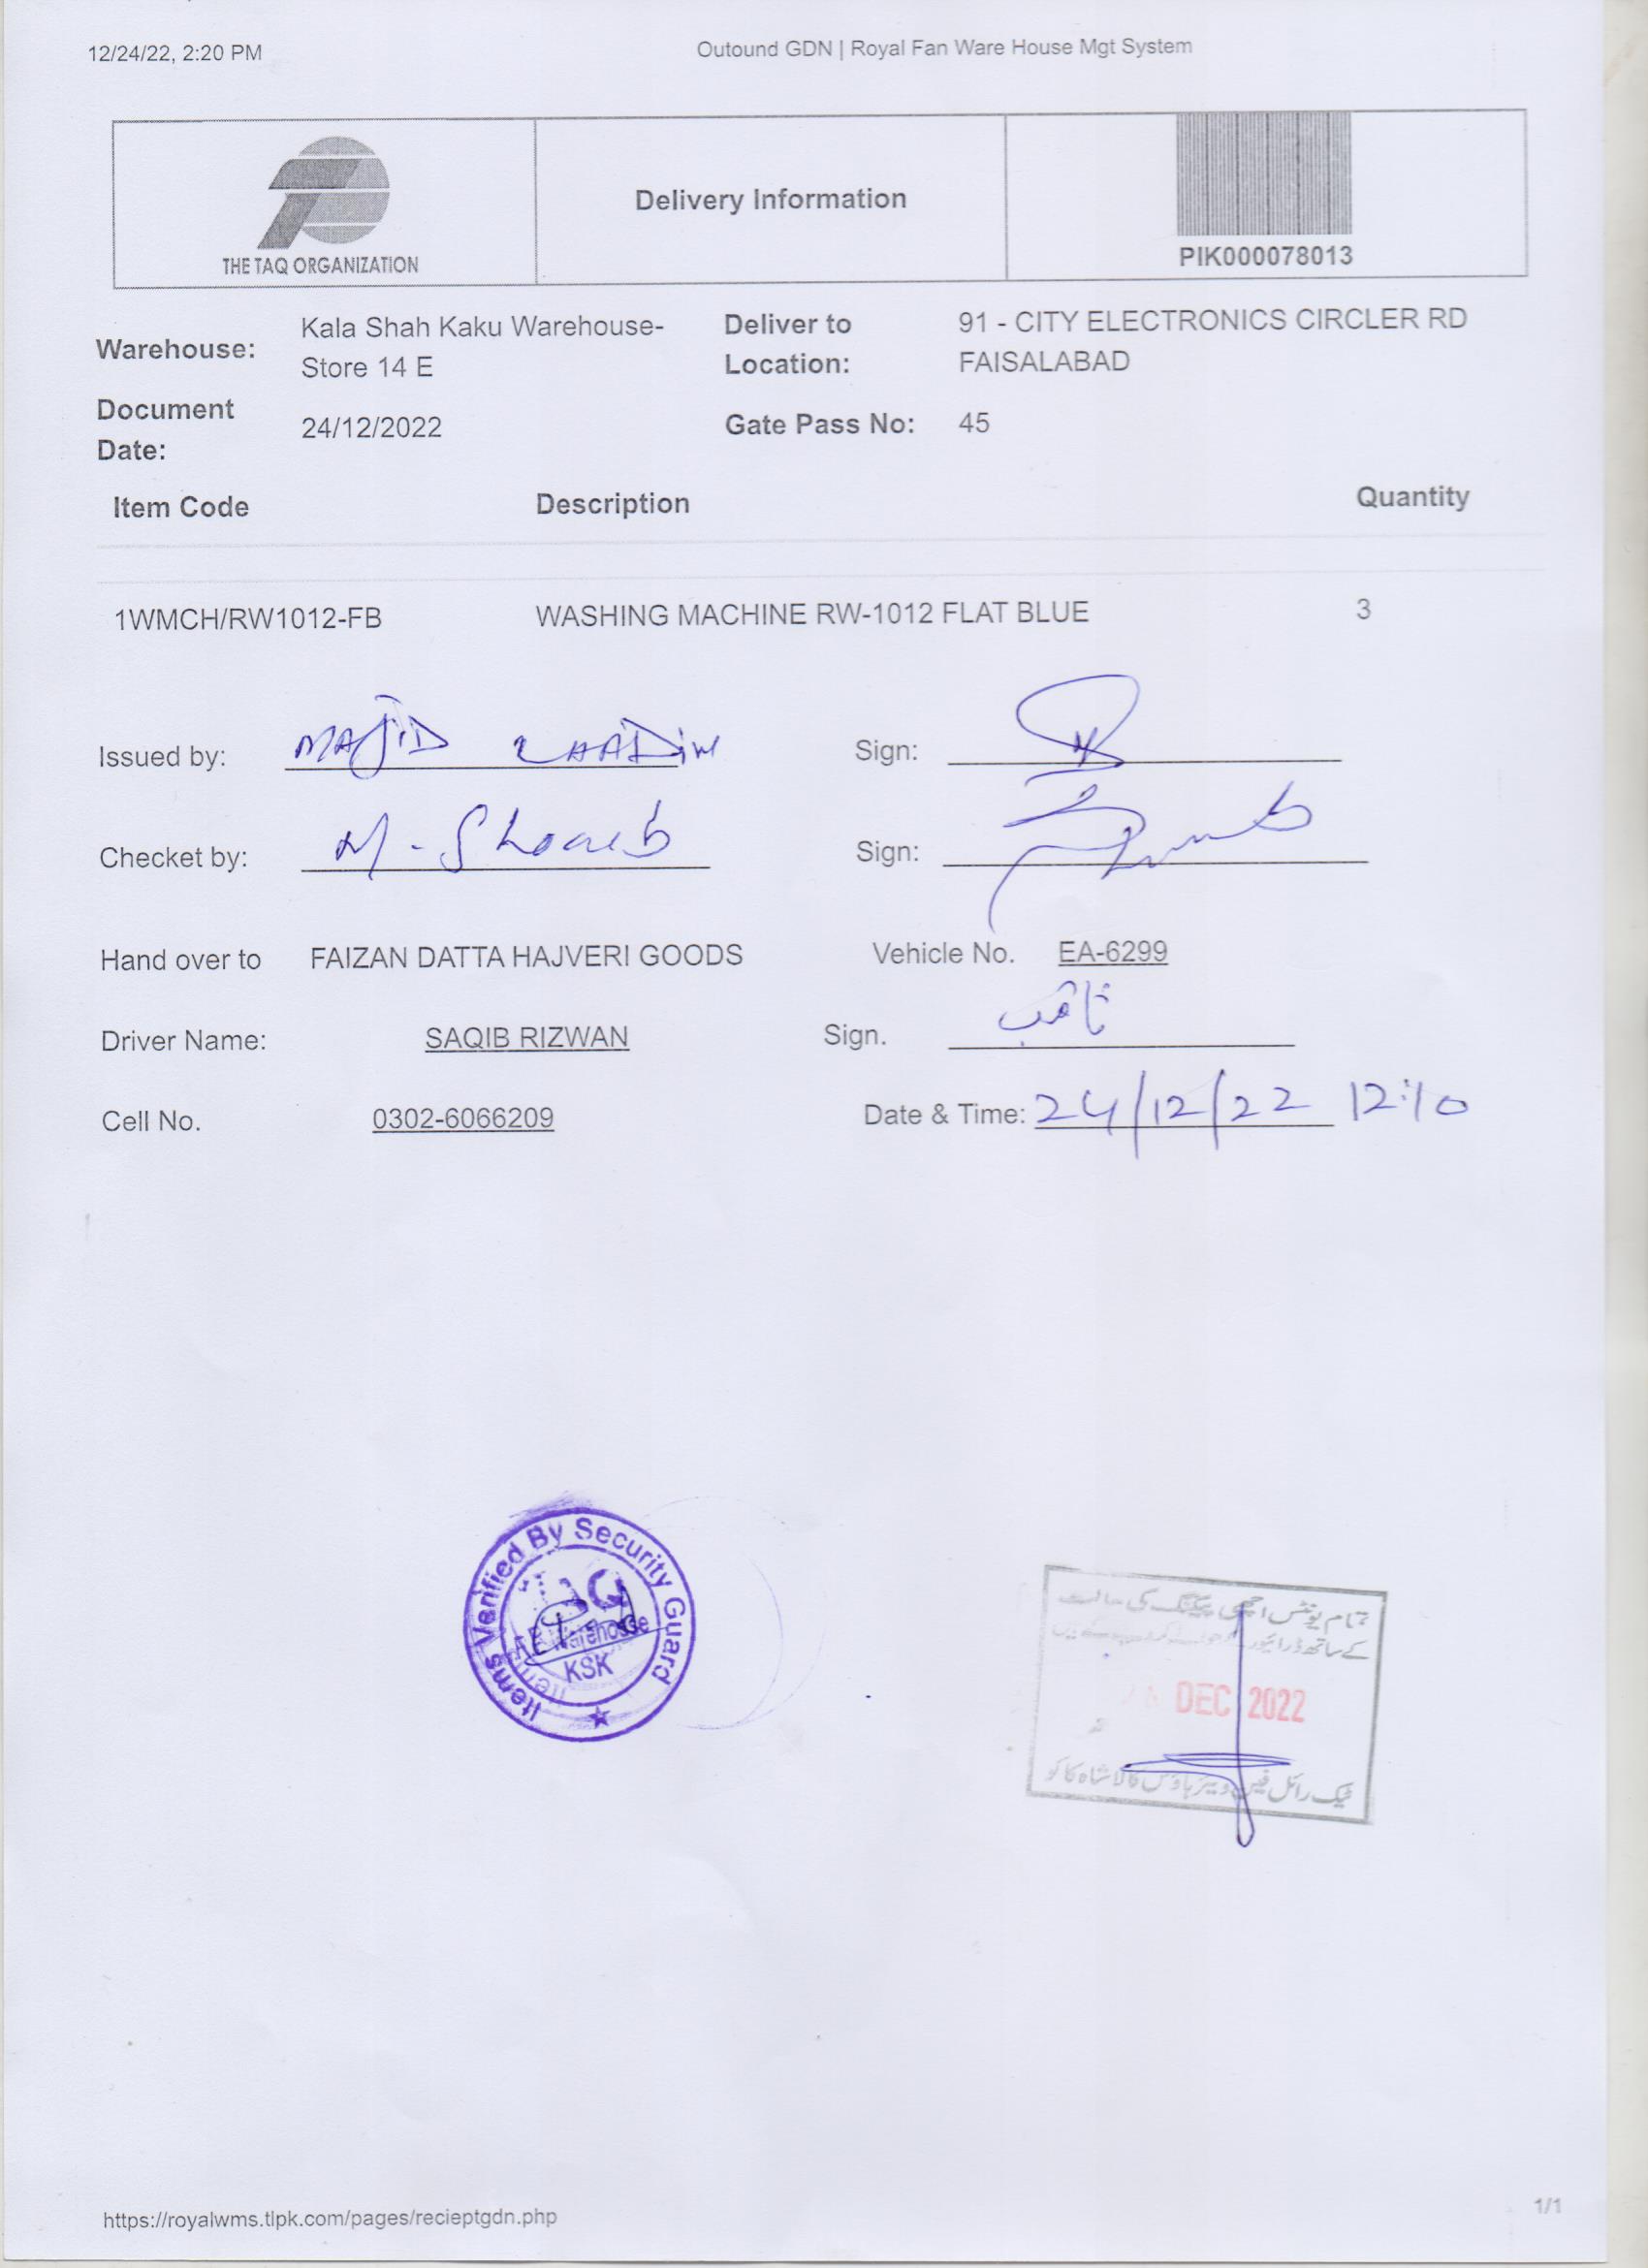 12/24/22, 2:20 PM
Outound GDN | Royal Fan Ware House Mgt System
THE TAQ ORGANIZATION
Delivery Information
PIK000078013
Warehouse: Kala Shah Kaku Warehouse-
Store 14 E
Deliver to
Location:
91 - CITY ELECTRONICS CIRCLER RD
FAISALABAD
Document
Date:
24/12/2022
Gate Pass No: 45
Item Code Description Quantity
1WMCH/RW1012-FB WASHING MACHINE RW-1012 FLAT BLUE 3
Issued by: MAJID Sign:
Checket by: M-Shoaib Sign:
Hand over to FAIZAN DATTA HAJVERI GOODS Vehicle No. EA-6299
Driver Name: SAQIB RIZWAN Sign. ثاقب
Cell No. 0302-6066209 Date & Time: 24/12/22 12:10
Items Verified By Security Guard
Warehosse
KSK
تمام یونٹس اچھی پیکنگ کی حالت
کے ساتھ ڈرائیور
DEC 2022
ٹیک رائل فین ویئر ہاؤس کالا شاہ کاکو
https://royalwms.tlpk.com/pages/recieptgdn.php
1/1